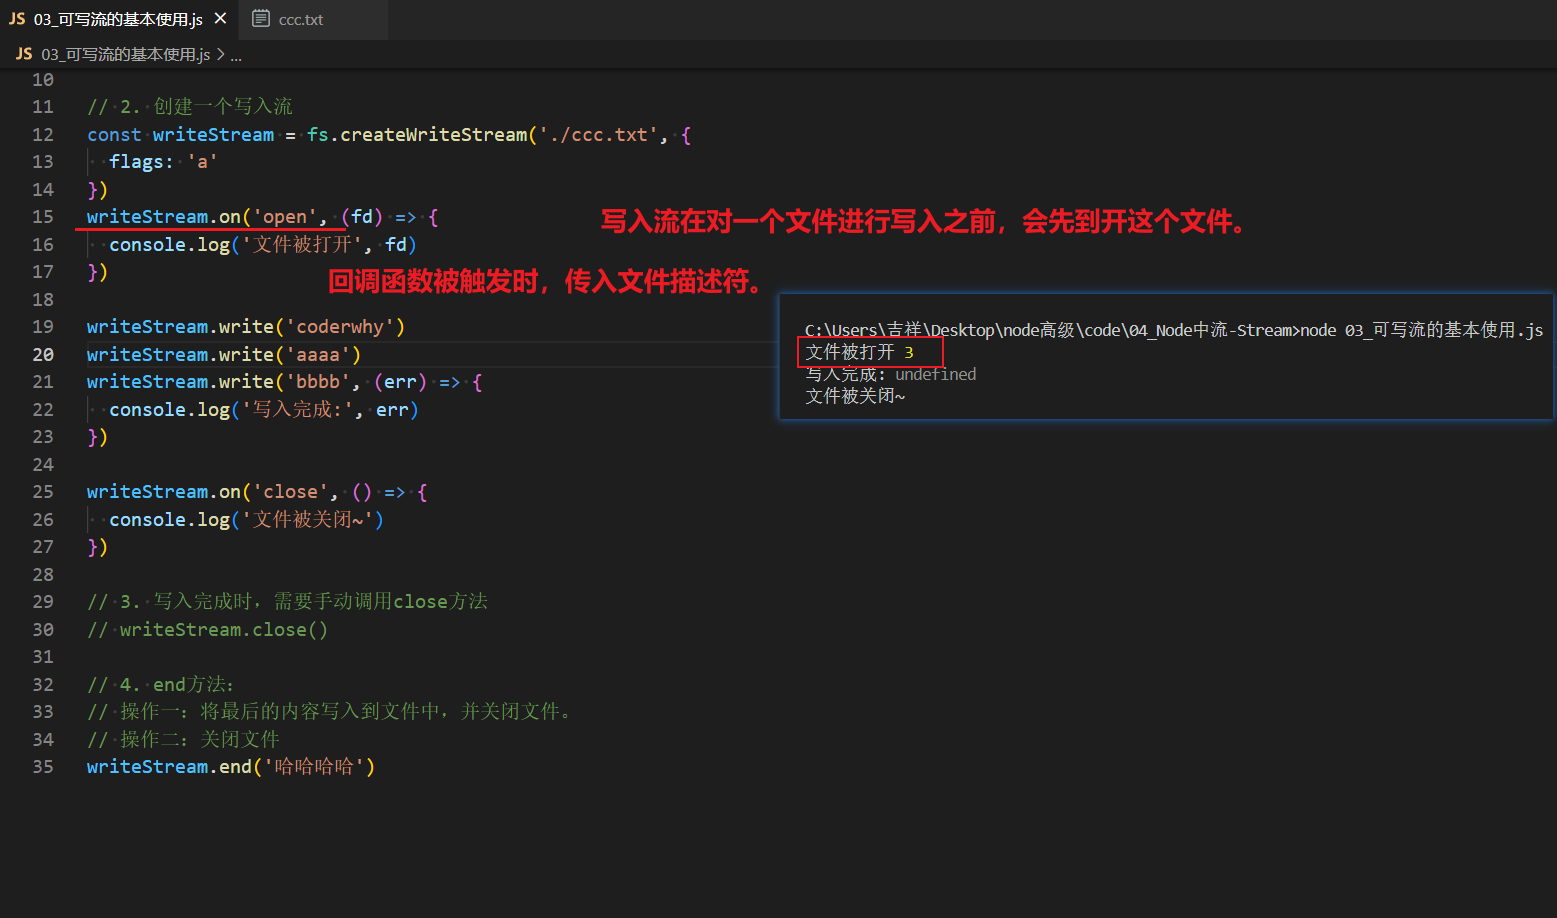 JS 03_可写流的基本使用.js × ccc.txt
JS 03_可写流的基本使用.js > ...
10
11 // 2. 创建一个写入流
12 const writeStream = fs.createWriteStream('./ccc.txt', {
13 flags: 'a'
14 })
15 writeStream.on('open', (fd) => {
写入流在对一个文件进行写入之前，会先到开这个文件。
16 console.log('文件被打开', fd)
17 })
回调函数被触发时，传入文件描述符。
18
19 writeStream.write('coderwhy')
20 writeStream.write('aaaa')
21 writeStream.write('bbbb', (err) => {
22 console.log('写入完成:', err)
23 })
24
25 writeStream.on('close', () => {
26 console.log('文件被关闭~')
27 })
28
29 // 3. 写入完成时，需要手动调用close方法
30 // writeStream.close()
31
32 // 4. end方法:
33 // 操作一: 将最后的内容写入到文件中，并关闭文件。
34 // 操作二: 关闭文件
35 writeStream.end('哈哈哈哈')
C:\Users\吉祥\Desktop\node高级\code\04_Node中流-Stream>node 03_可写流的基本使用.js
文件被打开 3
写入完成: undefined
文件被关闭~